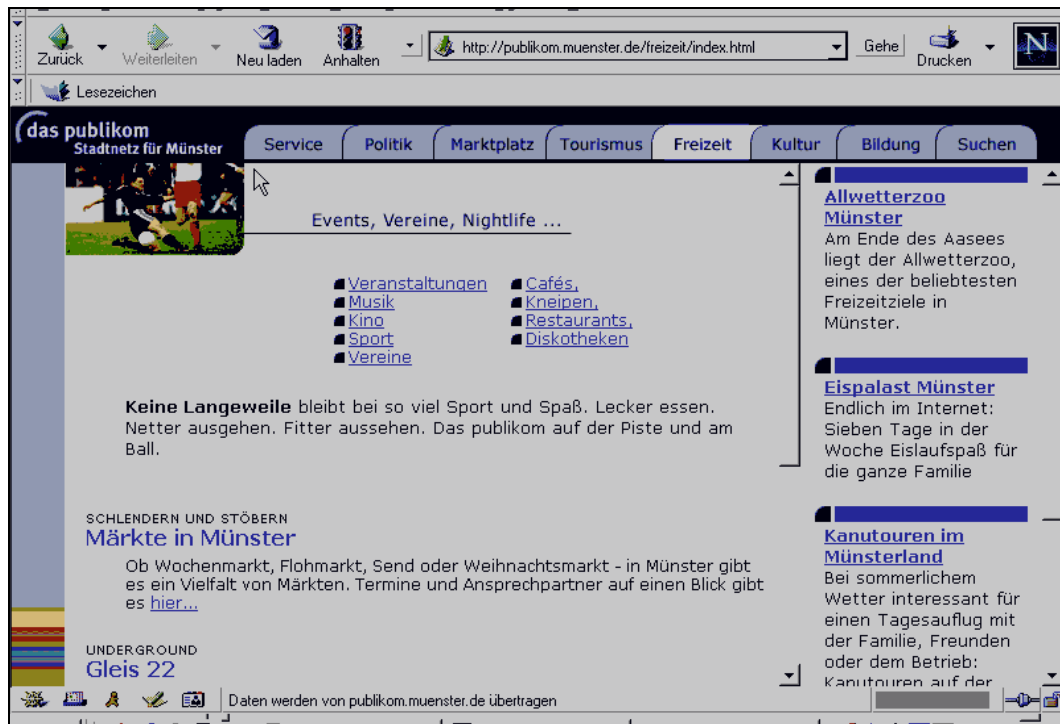 Zurück Weiterleiten Neu laden Anhalten http://publikom.muenster.de/freizeit/index.html Gehe Drucken N
Lesezeichen
das publikom
Stadtnetz für Münster
Service Politik Marktplatz Tourismus Freizeit Kultur Bildung Suchen
Events, Vereine, Nightlife ...
Veranstaltungen
Musik
Kino
Sport
Vereine
Cafés,
Kneipen,
Restaurants,
Diskotheken
Keine Langeweile bleibt bei so viel Sport und Spaß. Lecker essen.
Netter ausgehen. Fitter aussehen. Das publikom auf der Piste und am
Ball.
SCHLENDERN UND STÖBERN
Märkte in Münster
Ob Wochenmarkt, Flohmarkt, Send oder Weihnachtsmarkt - in Münster gibt
es ein Vielfalt von Märkten. Termine und Ansprechpartner auf einen Blick gibt
es hier...
UNDERGROUND
Gleis 22
Allwetterzoo
Münster
Am Ende des Aasees
liegt der Allwetterzoo,
eines der beliebtesten
Freizeitziele in
Münster.
Eispalast Münster
Endlich im Internet:
Sieben Tage in der
Woche Eislaufspaß für
die ganze Familie
Kanutouren im
Münsterland
Bei sommerlichem
Wetter interessant für
einen Tagesauflug mit
der Familie, Freunden
oder dem Betrieb:
Kanutouren auf der
Daten werden von publikom.muenster.de übertragen